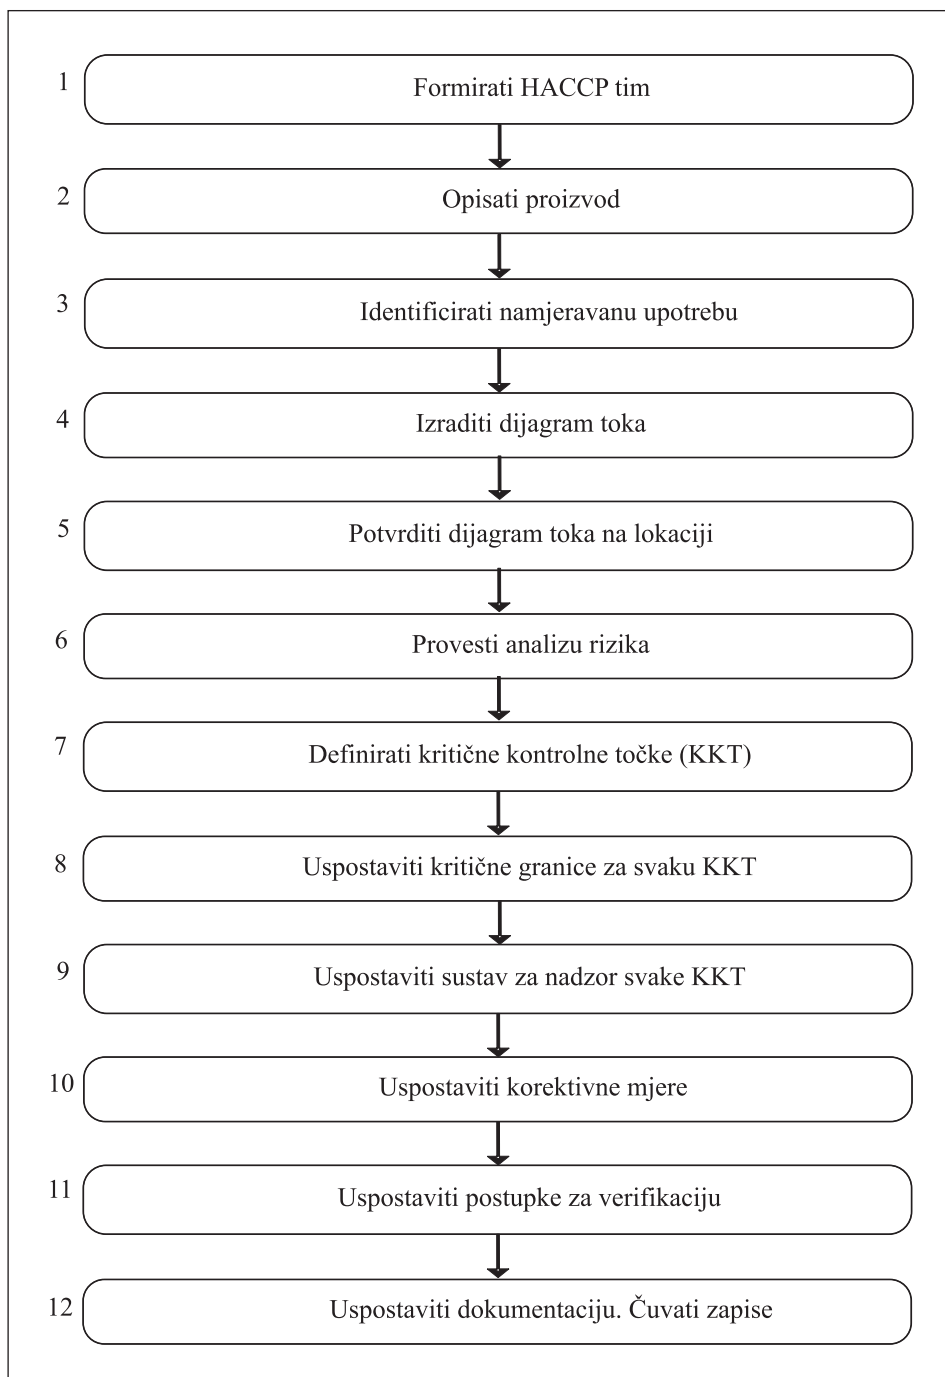 1 Formirati HACCP tim
2 Opisati proizvod
3 Identificirati namjeravanu upotrebu
4 Izraditi dijagram toka
5 Potvrditi dijagram toka na lokaciji
6 Provesti analizu rizika
7 Definirati kritične kontrolne točke (KKT)
8 Uspostaviti kritične granice za svaku KKT
9 Uspostaviti sustav za nadzor svake KKT
10 Uspostaviti korektivne mjere
11 Uspostaviti postupke za verifikaciju
12 Uspostaviti dokumentaciju. Čuvati zapise